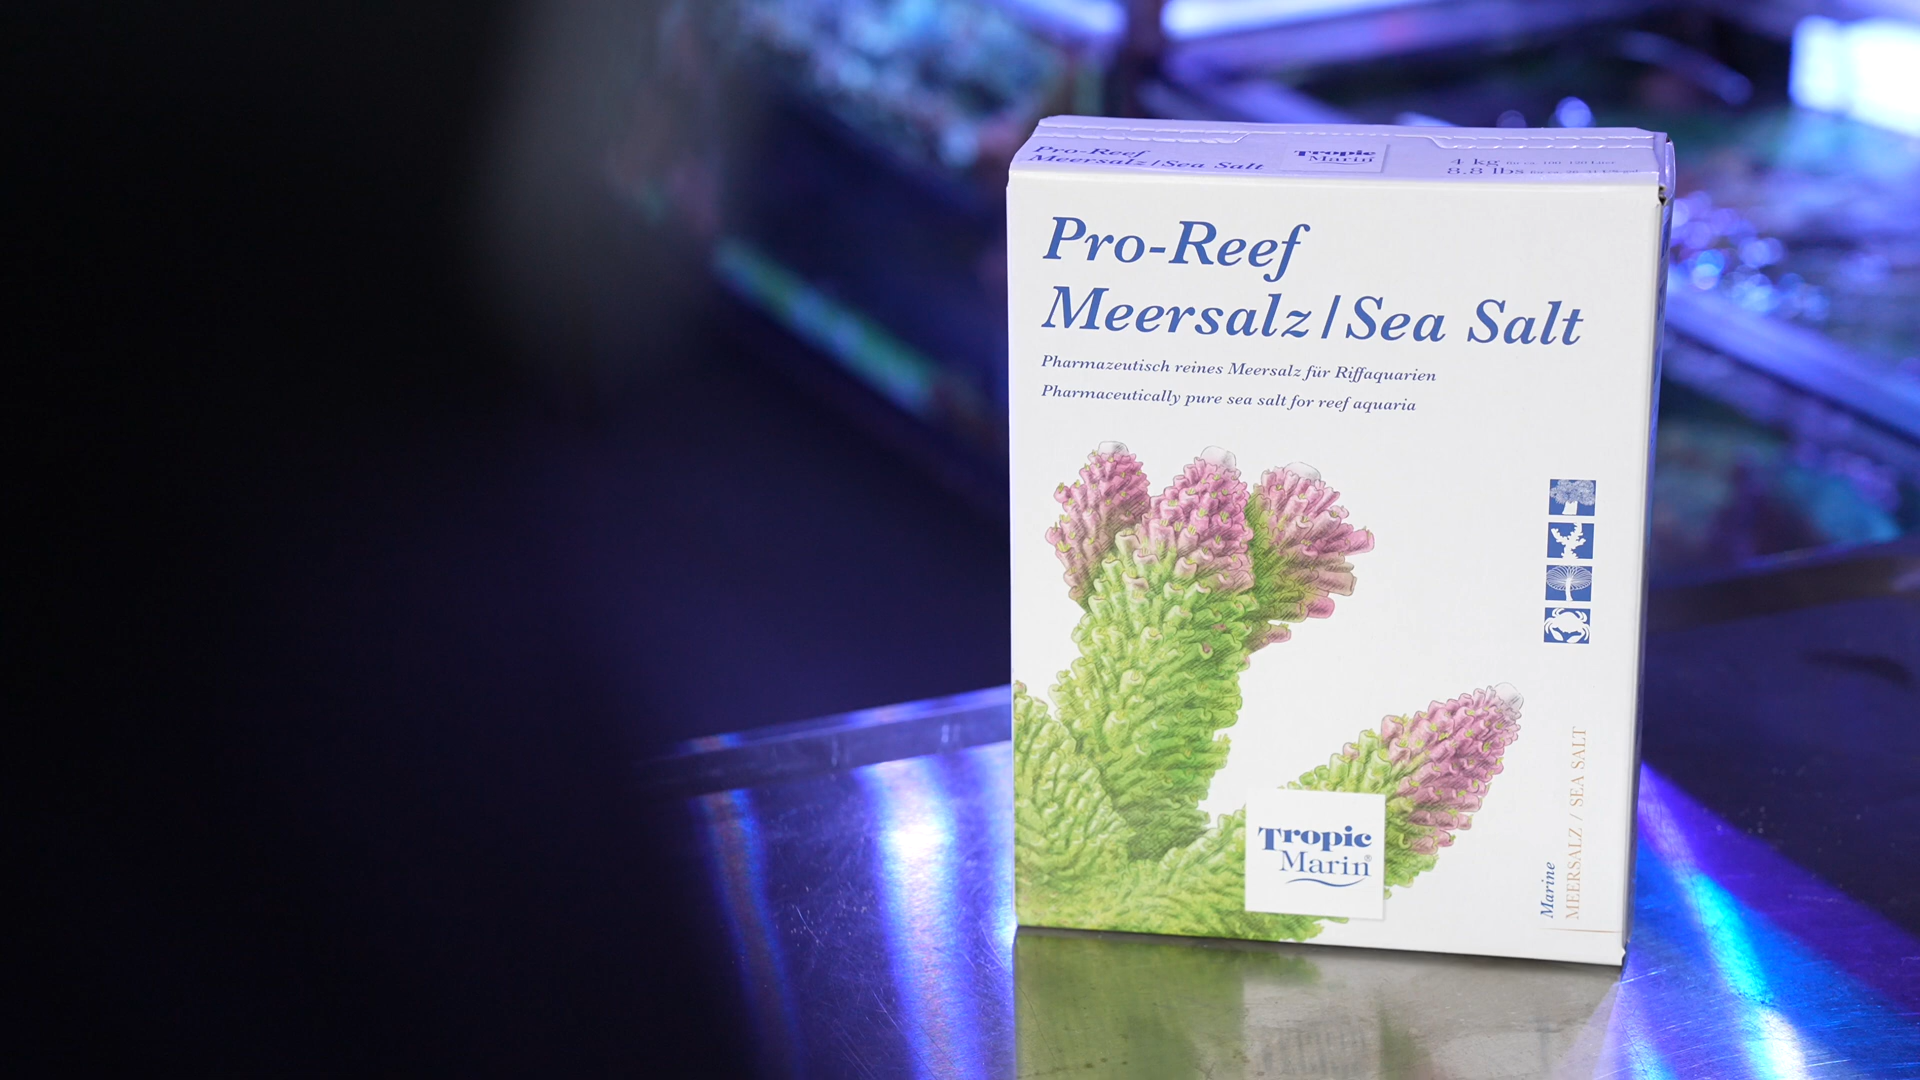 Pro-Reef
Meersalz/Sea Salt
Tropic
Marin
4 kg
8.8 lbs
Pro-Reef
Meersalz/Sea Salt
Pharmazeutisch reines Meersalz für Riffaquarien
Pharmaceutically pure sea salt for reef aquaria
Tropic
Marin®
Marine
MEERSALZ / SEA SALT